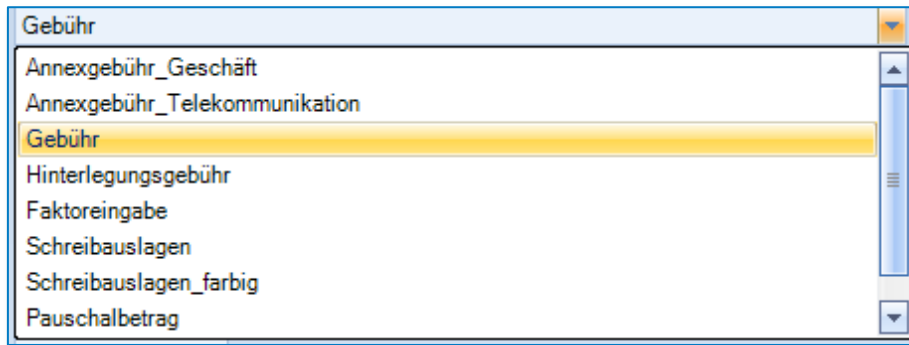 Gebühr
Annexgebühr_Geschäft
Annexgebühr_Telekommunikation
Gebühr
Hinterlegungsgebühr
Faktoreingabe
Schreibauslagen
Schreibauslagen_farbig
Pauschalbetrag